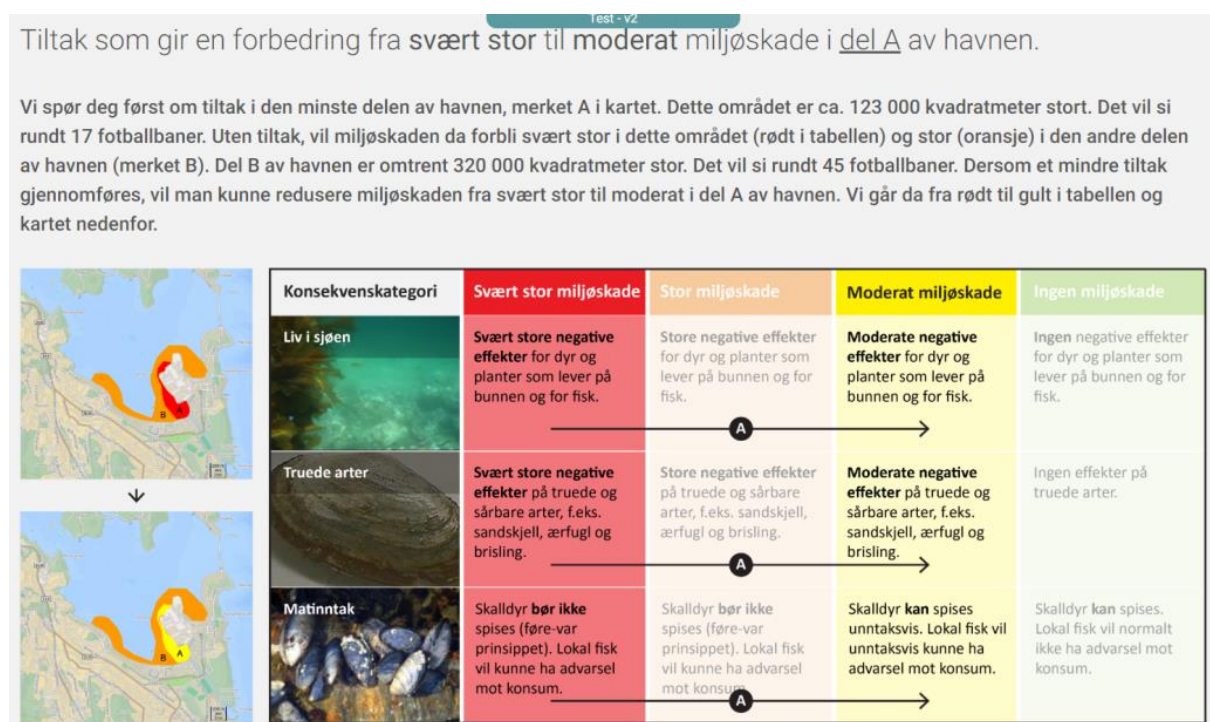 Test - v2
Tiltak som gir en forbedring fra svært stor til moderat miljøskade i del A av havnen.
Vi spør deg først om tiltak i den minste delen av havnen, merket A i kartet. Dette området er ca. 123 000 kvadratmeter stort. Det vil si
rundt 17 fotballbaner. Uten tiltak, vil miljøskaden da forbli svært stor i dette området (rødt i tabellen) og stor (oransje) i den andre delen
av havnen (merket B). Del B av havnen er omtrent 320 000 kvadratmeter stor. Det vil si rundt 45 fotballbaner. Dersom et mindre tiltak
gjennomføres, vil man kunne redusere miljøskaden fra svært stor til moderat i del A av havnen. Vi går da fra rødt til gult i tabellen og
kartet nedenfor.
B A
B A
Konsekvenskategori
Svært stor miljøskade
Stor miljøskade
Moderat miljøskade
Ingen miljøskade
Liv i sjøen
Svært store negative
effekter for dyr og
planter som lever på
bunnen og for fisk.
Store negative effekter
for dyr og planter som
lever på bunnen og for
fisk.
Moderate negative
effekter for dyr og
planter som lever på
bunnen og for fisk.
Ingen negative effekter
for dyr og planter som
lever på bunnen og for
fisk.
A
Truede arter
Svært store negative
effekter på truede og
sårbare arter, f.eks.
sandskjell, ærfugl og
brisling.
Store negative effekter
på truede og sårbare
arter, f.eks. sandskjell,
ærfugl og brisling.
Moderate negative
effekter på truede og
sårbare arter, f.eks.
sandskjell, ærfugl og
brisling.
Ingen effekter på
truede arter.
A
Matinntak
Skalldyr bør ikke
spises (føre-var
prinsippet). Lokal fisk
vil kunne ha advarsel
mot konsum.
Skalldyr bør ikke
spises (føre-var
prinsippet). Lokal fisk
vil kunne ha advarsel
mot konsum.
Skalldyr kan spises
unntaksvis. Lokal fisk vil
unntaksvis kunne ha
advarsel mot konsum.
Skalldyr kan spises.
Lokal fisk vil normalt
ikke ha advarsel mot
konsum.
A